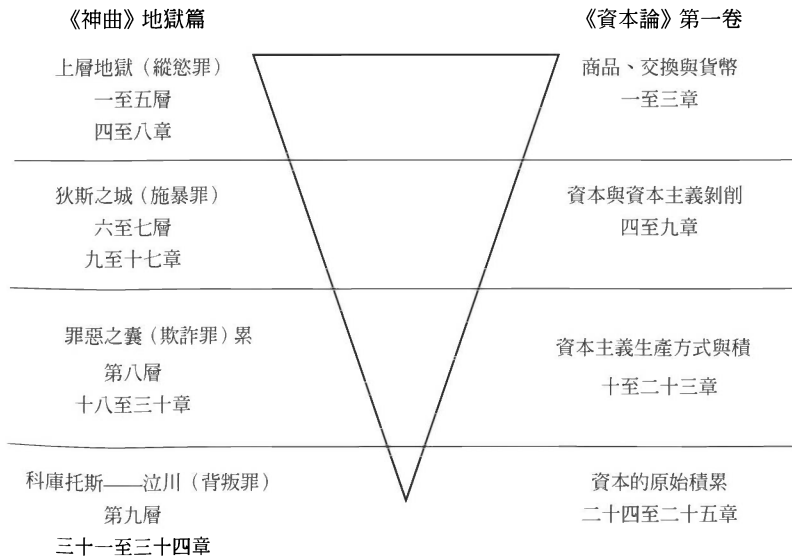 《神曲》地獄篇
上層地獄（縱慾罪）
一至五層
四至八章
狄斯之城（施暴罪）
六至七層
九至十七章
罪惡之囊（欺詐罪）累
第八層
十八至三十章
科庫托斯——泣川（背叛罪）
第九層
三十一至三十四章
《資本論》第一卷
商品、交換與貨幣
一至三章
資本與資本主義剝削
四至九章
資本主義生產方式與積
十至二十三章
資本的原始積累
二十四至二十五章